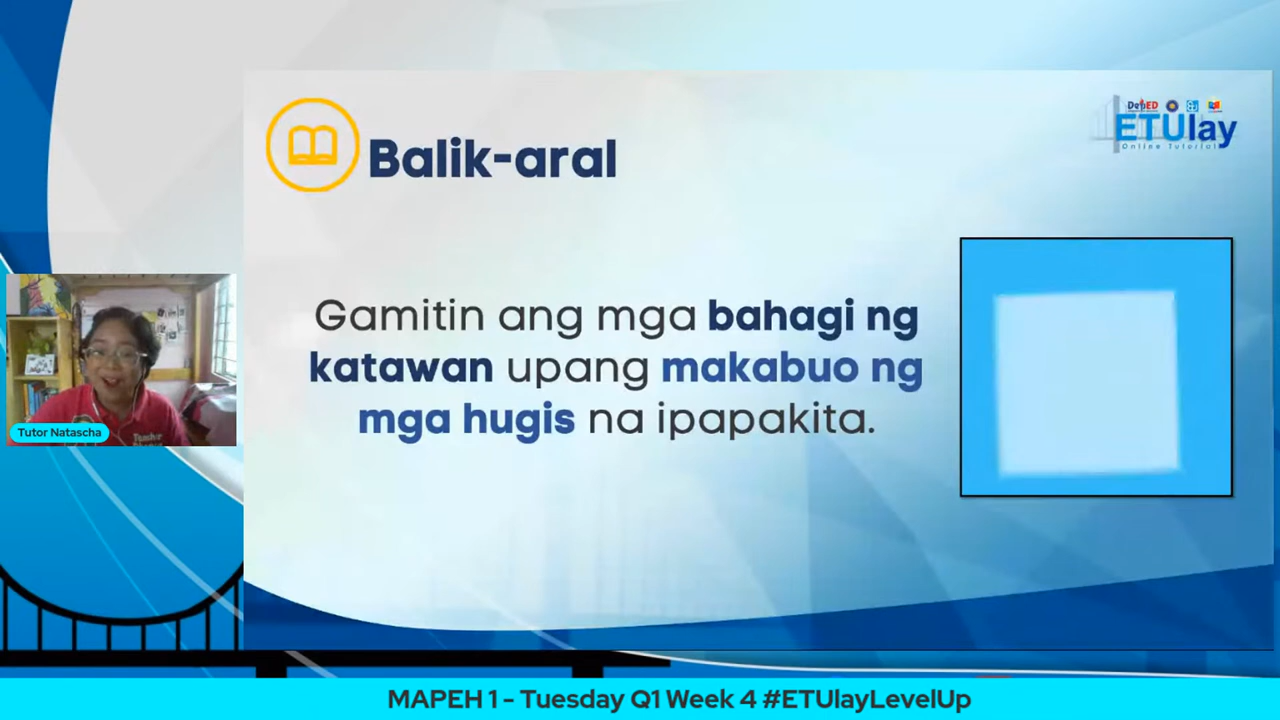 Balik-aral
DepED
ETUlay
Online Tutorial
Gamitin ang mga bahagi ng
katawan upang makabuo ng
mga hugis na ipapakita.
Tutor Natascha
MAPEH 1 - Tuesday Q1 Week 4 #ETUlayLevelUp